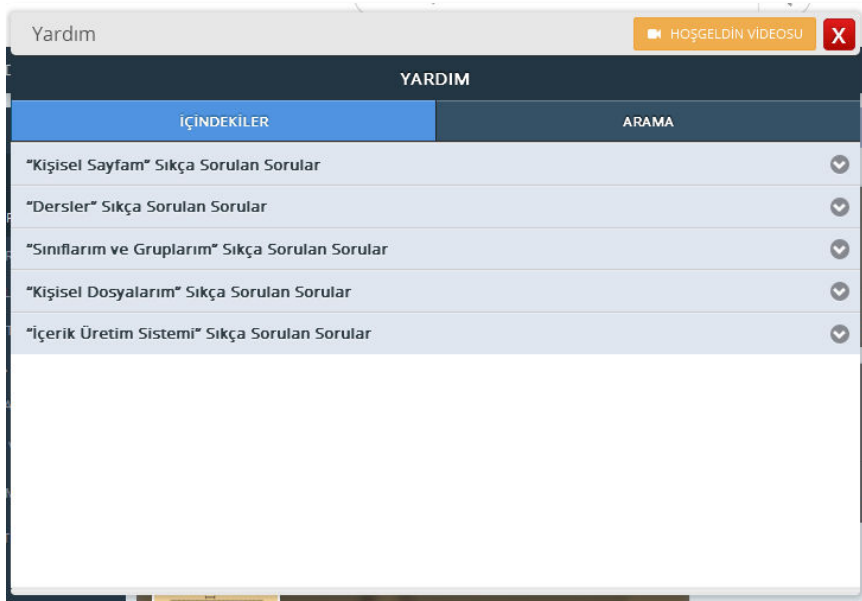 Yardım
HOŞGELDİN VİDEOSU
X
YARDIM
İÇİNDEKİLER
ARAMA
"Kişisel Sayfam" Sıkça Sorulan Sorular
"Dersler" Sıkça Sorulan Sorular
"Sınıflarım ve Gruplarım" Sıkça Sorulan Sorular
"Kişisel Dosyalarım" Sıkça Sorulan Sorular
"İçerik Üretim Sistemi" Sıkça Sorulan Sorular